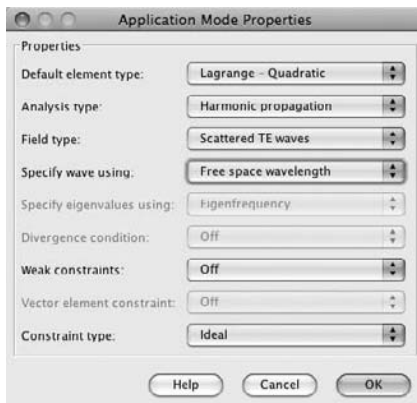 Application Mode Properties
Properties
Default element type: Lagrange - Quadratic
Analysis type: Harmonic propagation
Field type: Scattered TE waves
Specify wave using: Free space wavelength
Specify eigenvalues using: Eigenfrequency
Divergence condition: Off
Weak constraints: Off
Vector element constraint: Off
Constraint type: Ideal
Help Cancel OK